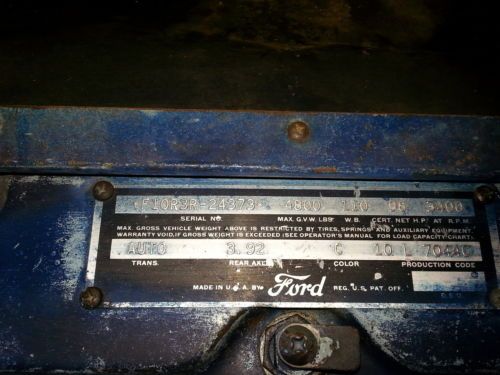 F10R3R-24373 4800 110 3400
SERIAL NO. MAX. G.V.W. LBS W.B. CERT. NET H.P. AT R.P.M.
MAX. GROSS VEHICLE WEIGHT ABOVE IS RESTRICTED BY TIRES, SPRINGS AND AUXILIARY EQUIPMENT.
WARRANTY VOID, IF GROSS WEIGHT IS EXCEEDED (SEE OPERATOR'S MANUAL FOR LOAD CAPACITY CHART)
AUTO 3.92 G 10 L 704AC
TRANS. REAR AXLE COLOR PRODUCTION CODE
MADE IN U.S.A. BY Ford REG. U.S. PAT. OFF.
D.S.O.